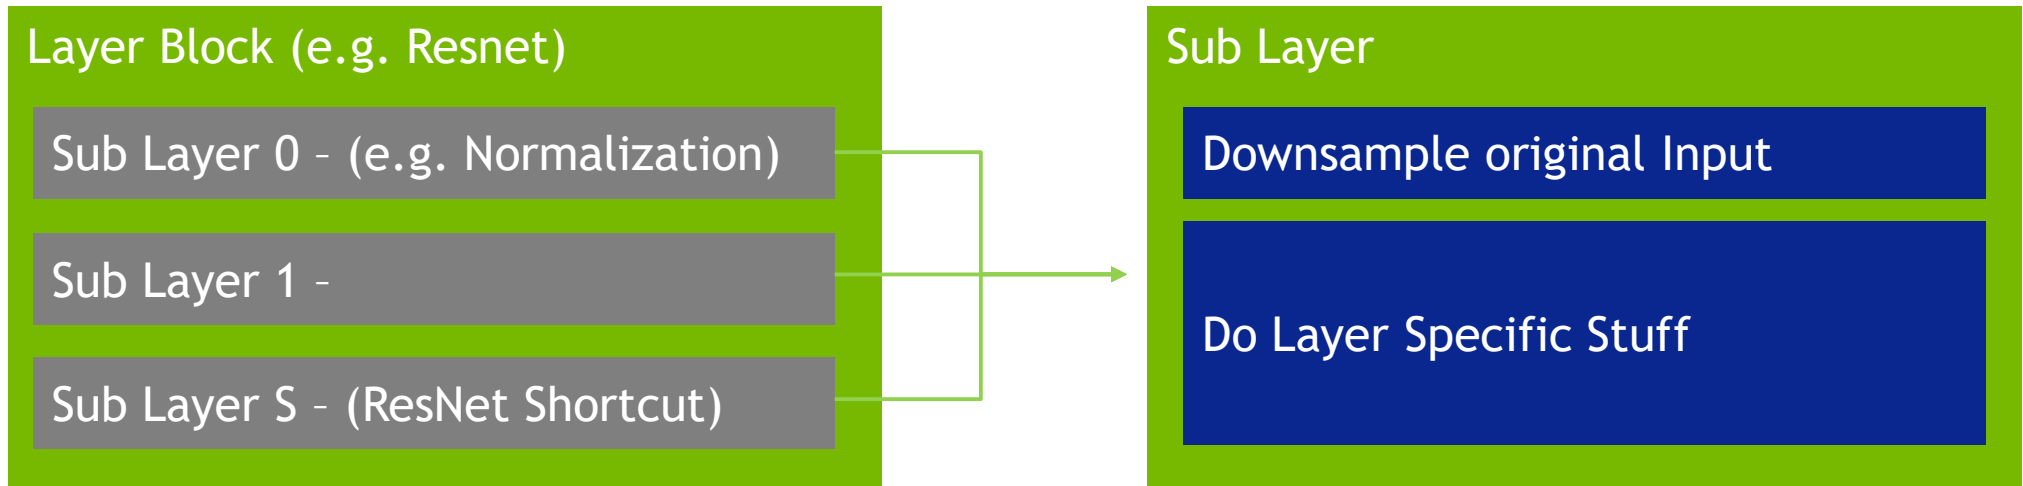 Layer Block (e.g. Resnet)
Sub Layer 0 – (e.g. Normalization)
Sub Layer 1 –
Sub Layer S – (ResNet Shortcut)
Sub Layer
Downsample original Input
Do Layer Specific Stuff